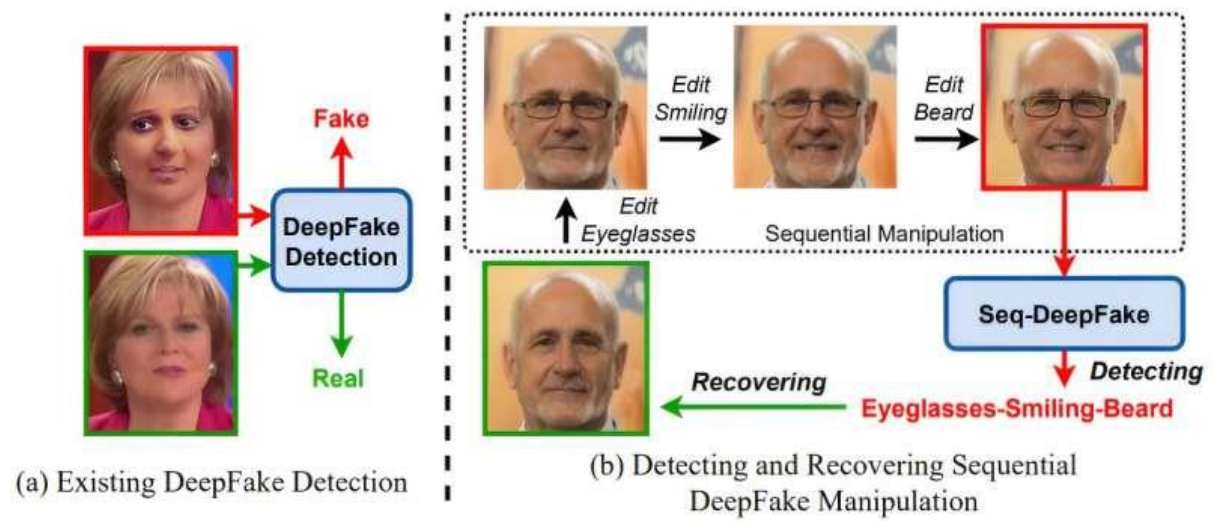 Fake
DeepFake
Detection
Real
(a) Existing DeepFake Detection
Edit
Smiling
Edit
Beard
Edit
Eyeglasses
Sequential Manipulation
Seq-DeepFake
Detecting
Eyeglasses-Smiling-Beard
Recovering
(b) Detecting and Recovering Sequential
DeepFake Manipulation